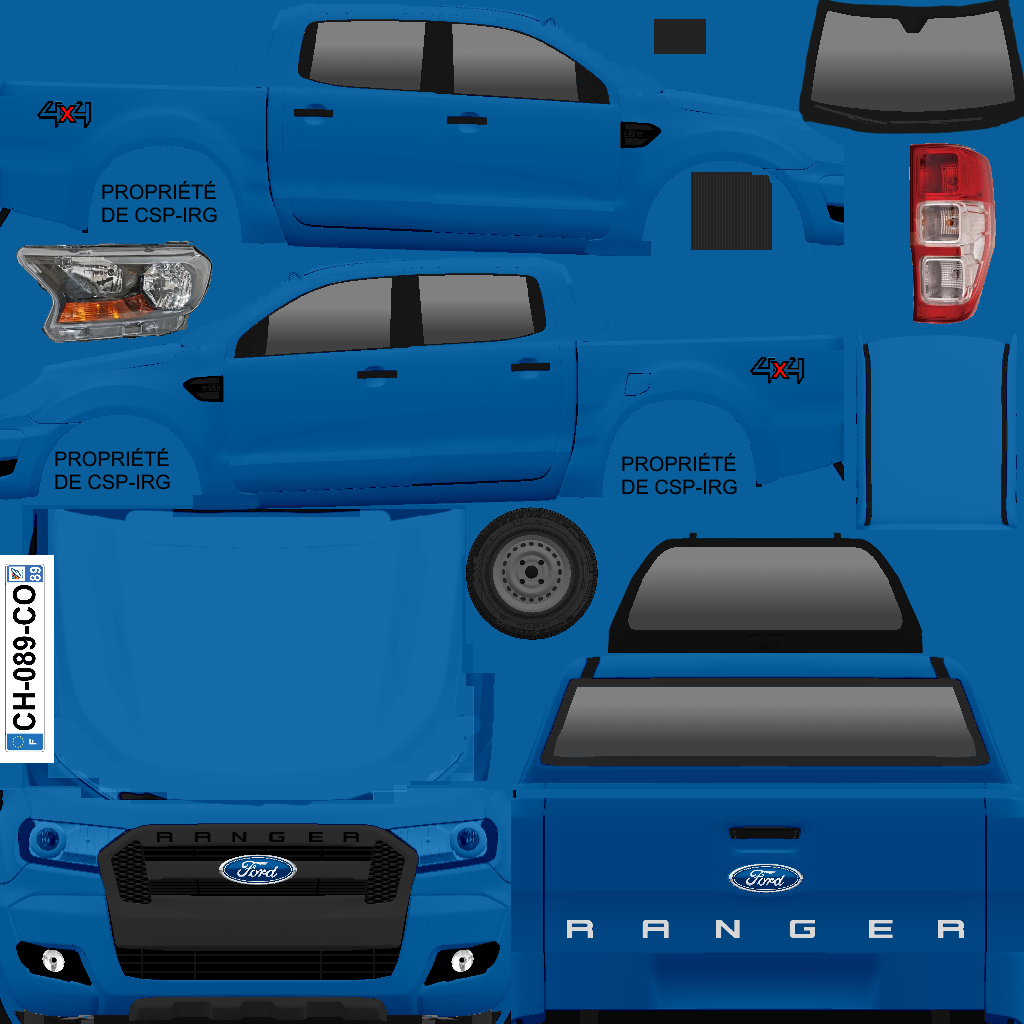 4x4
PROPRIÉTÉ
DE CSP-IRG
4x4
PROPRIÉTÉ
DE CSP-IRG
PROPRIÉTÉ
DE CSP-IRG
89
CH-089-CO
F
RANGER
Ford
Ford
RANGER